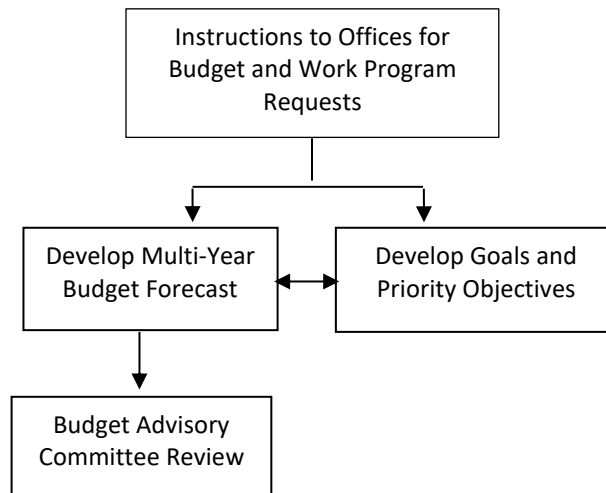 Instructions to Offices for
Budget and Work Program
Requests
Develop Multi-Year
Budget Forecast
Develop Goals and
Priority Objectives
Budget Advisory
Committee Review